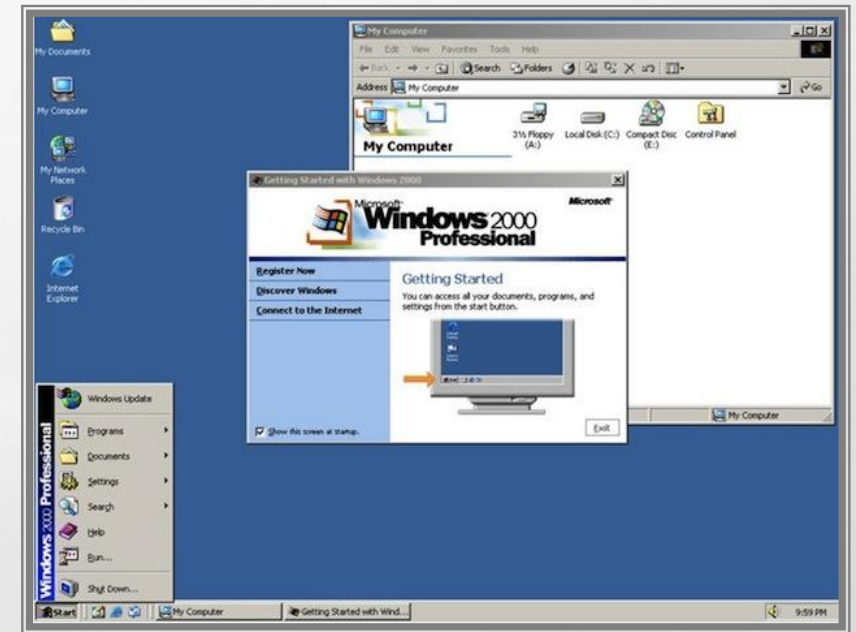 My Documents
My Computer
My Network
Places
Recycle Bin
Internet
Explorer
My Computer
File Edit View Favorites Tools Help
Back Search Folders
Address My Computer Go
My Computer
3½ Floppy
(A:)
Local Disk (C:)
Compact Disc
(E:)
Control Panel
My Computer
Getting Started with Windows 2000
Microsoft
Windows 2000
Professional
Microsoft
Register Now
Discover Windows
Connect to the Internet
Getting Started
You can access all your documents, programs, and
settings from the start button.
Show this screen at startup.
Exit
Windows 2000 Professional
Windows Update
Programs
Documents
Settings
Search
Help
Run...
Shut Down...
Start My Computer Getting Started with Wind... 9:59 PM